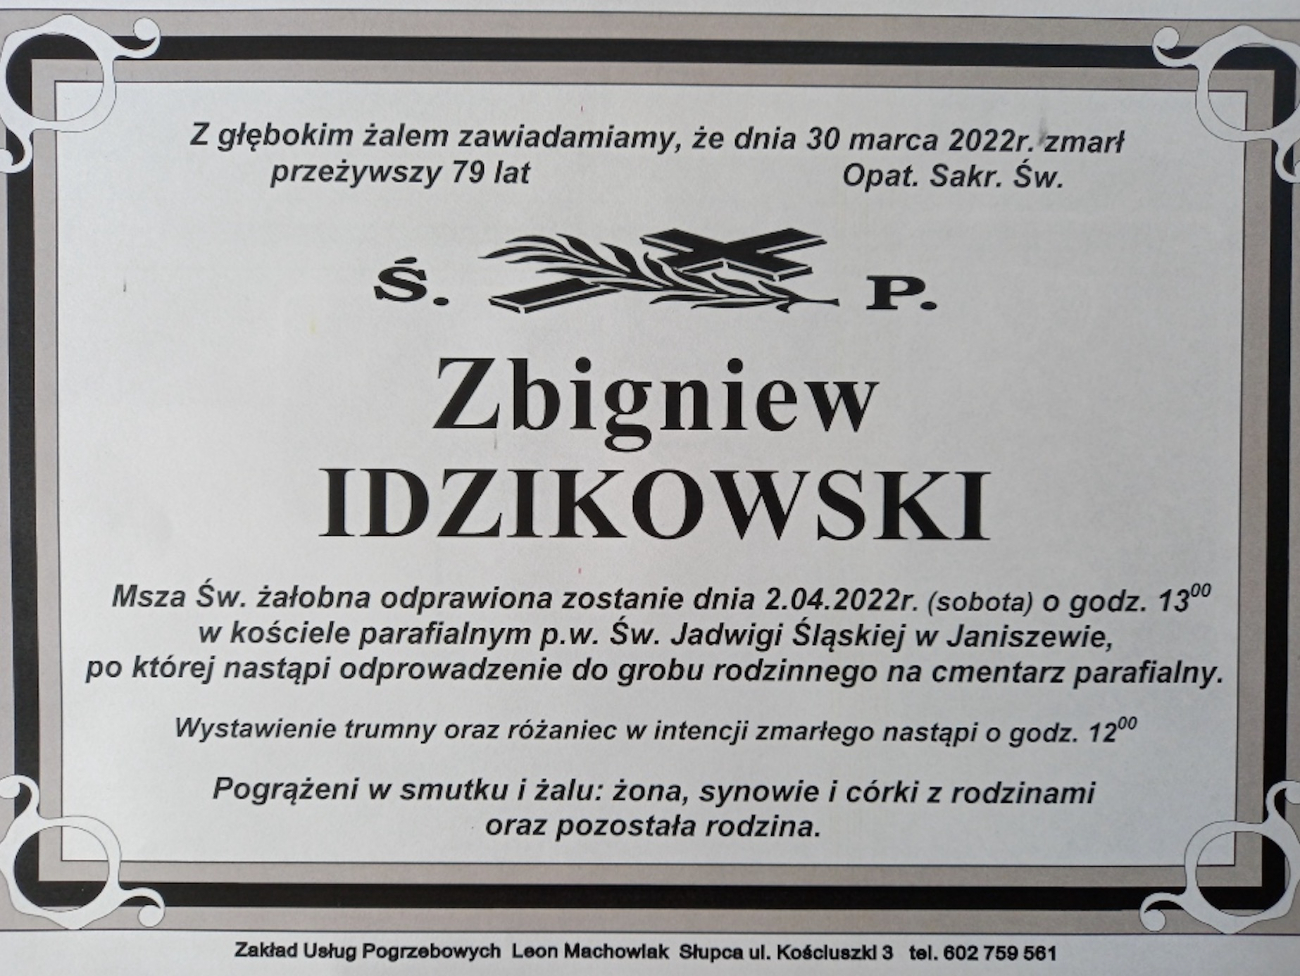 Z głębokim żalem zawiadamiamy, że dnia 30 marca 2022r. zmarł
przeżywszy 79 lat Opat. Sakr. Św.
Ś. P.
Zbigniew
IDZIKOWSKI
Msza Św. żałobna odprawiona zostanie dnia 2.04.2022r. (sobota) o godz. 13⁰⁰
w kościele parafialnym p.w. Św. Jadwigi Śląskiej w Janiszewie,
po której nastąpi odprowadzenie do grobu rodzinnego na cmentarz parafialny.
Wystawienie trumny oraz różaniec w intencji zmarłego nastąpi o godz. 12⁰⁰
Pogrążeni w smutku i żalu: żona, synowie i córki z rodzinami
oraz pozostała rodzina.
Zakład Usług Pogrzebowych Leon Machowiak Słupca ul. Kościuszki 3 tel. 602 759 561